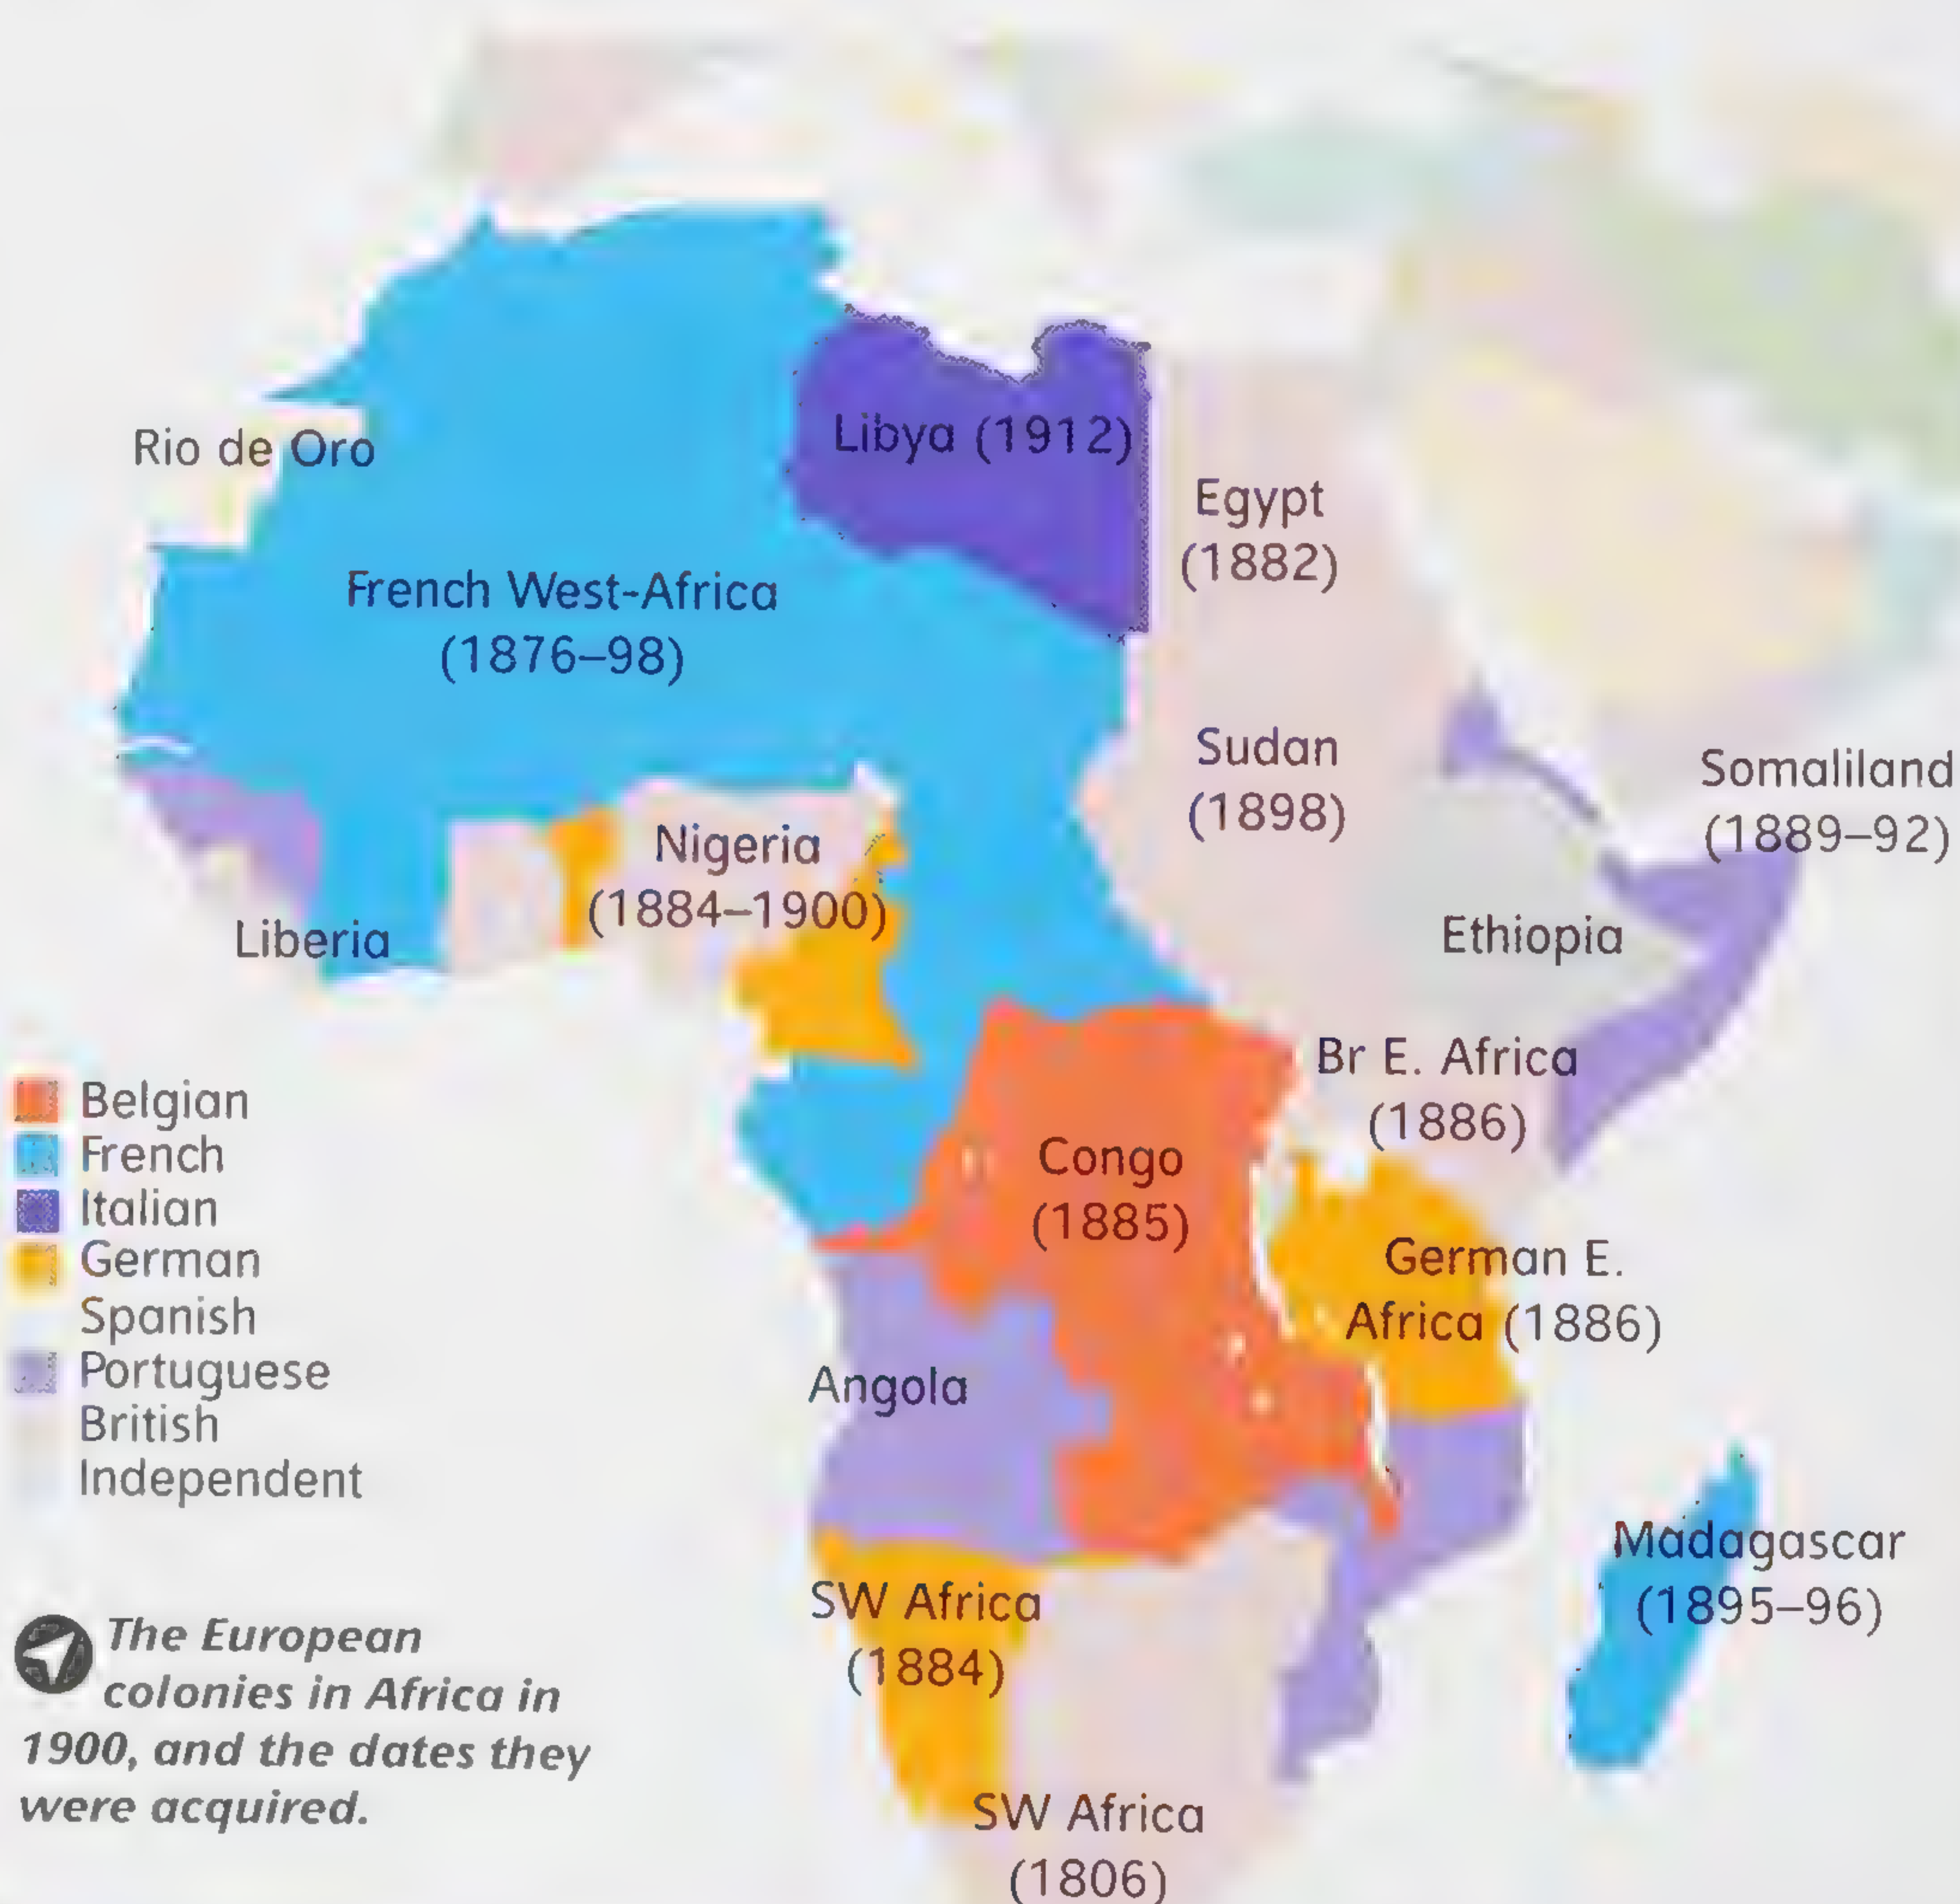 Rio de Oro
Libya (1912)
Egypt
(1882)
French West-Africa
(1876–98)
Sudan
(1898)
Somaliland
(1889–92)
Nigeria
(1884–1900)
Liberia
Ethiopia
Br E. Africa
(1886)
Congo
(1885)
German E.
Africa (1886)
Angola
Madagascar
(1895–96)
SW Africa
(1884)
SW Africa
(1806)
Belgian
French
Italian
German
Spanish
Portuguese
British
Independent
The European
colonies in Africa in
1900, and the dates they
were acquired.